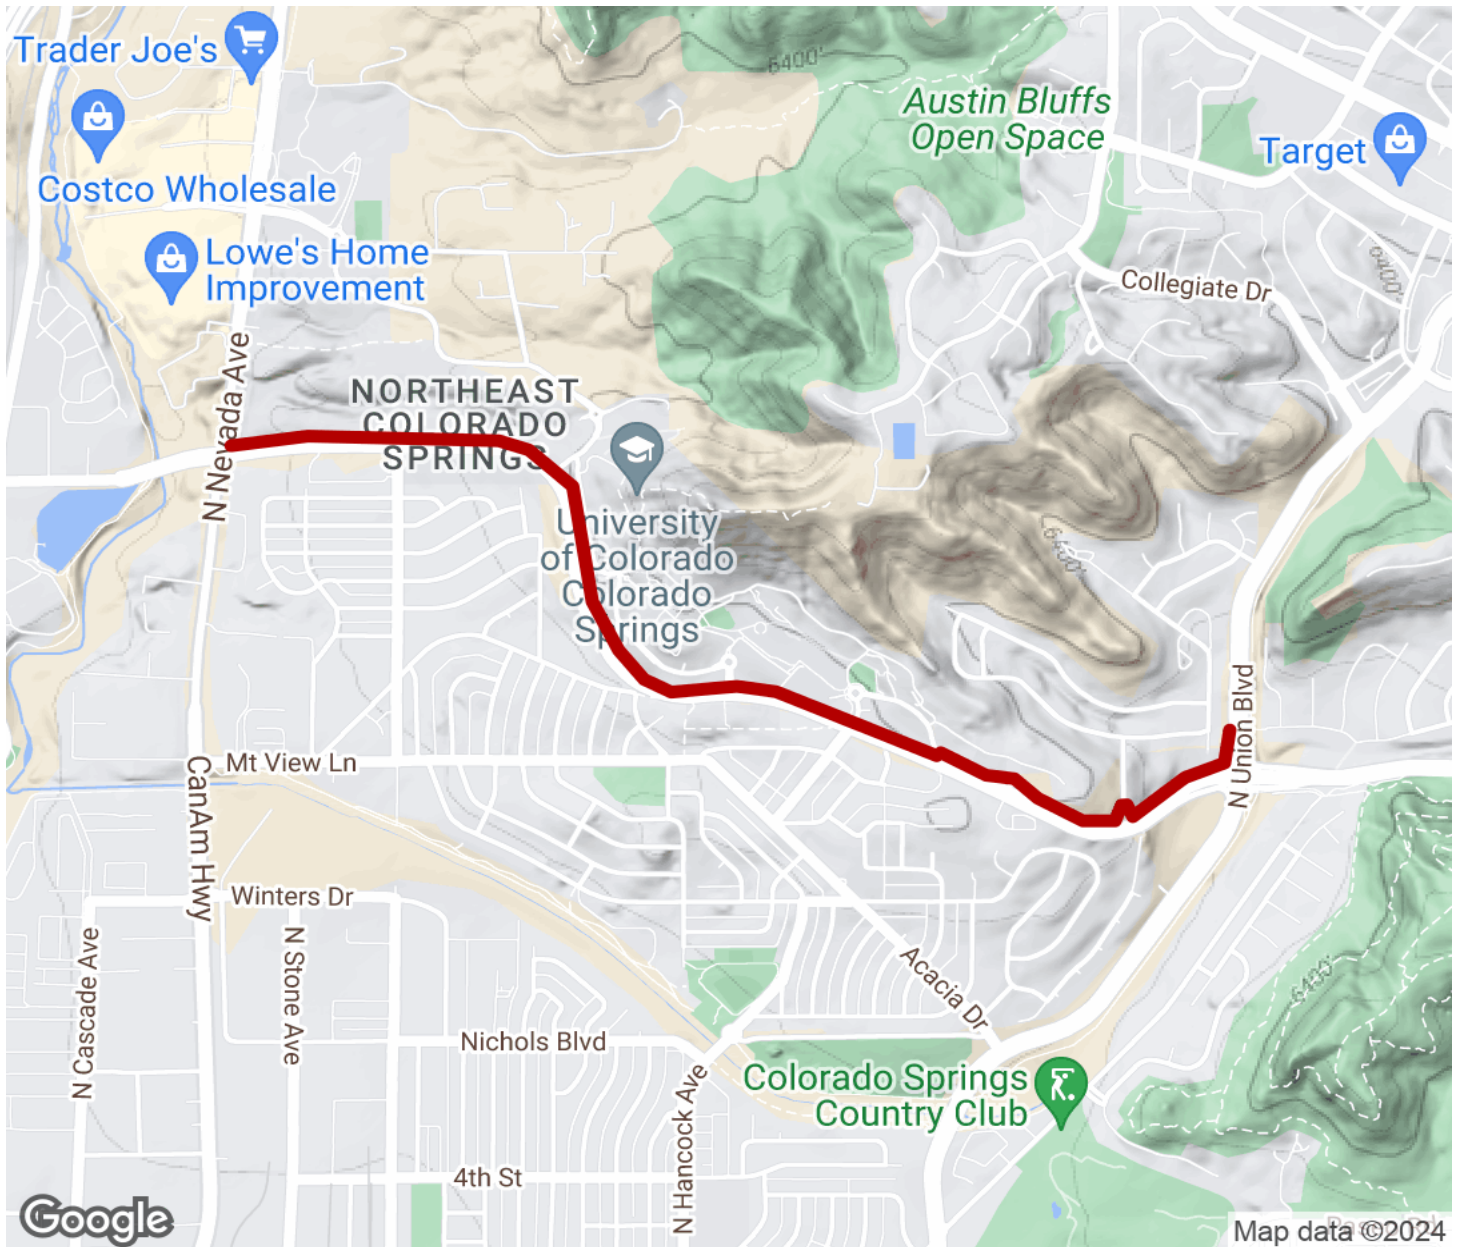 6400'
Trader Joe's
Austin Bluffs
Open Space
Target
Costco Wholesale
Lowe's Home
Improvement
Collegiate Dr
6400'
N Nevada Ave
NORTHEAST
COLORADO
SPRINGS
University
of Colorado
Colorado
Springs
6400'
N Union Blvd
Mt View Ln
CanAm Hwy
Winters Dr
N Cascade Ave
N Stone Ave
Acacia Dr
6400'
Nichols Blvd
N Hancock Ave
Colorado Springs
Country Club
4th St
Google
Map data ©2024